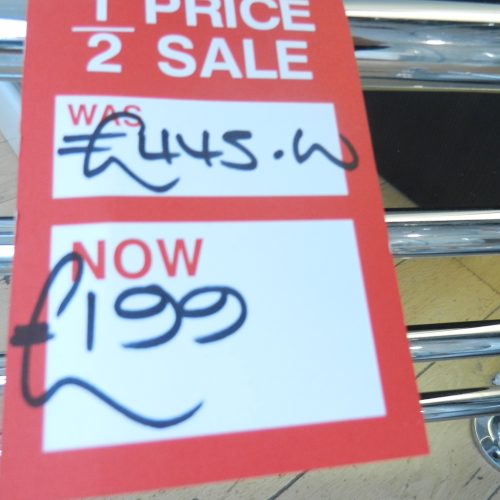 1/2 PRICE
SALE
WAS
£445.00
NOW
£199